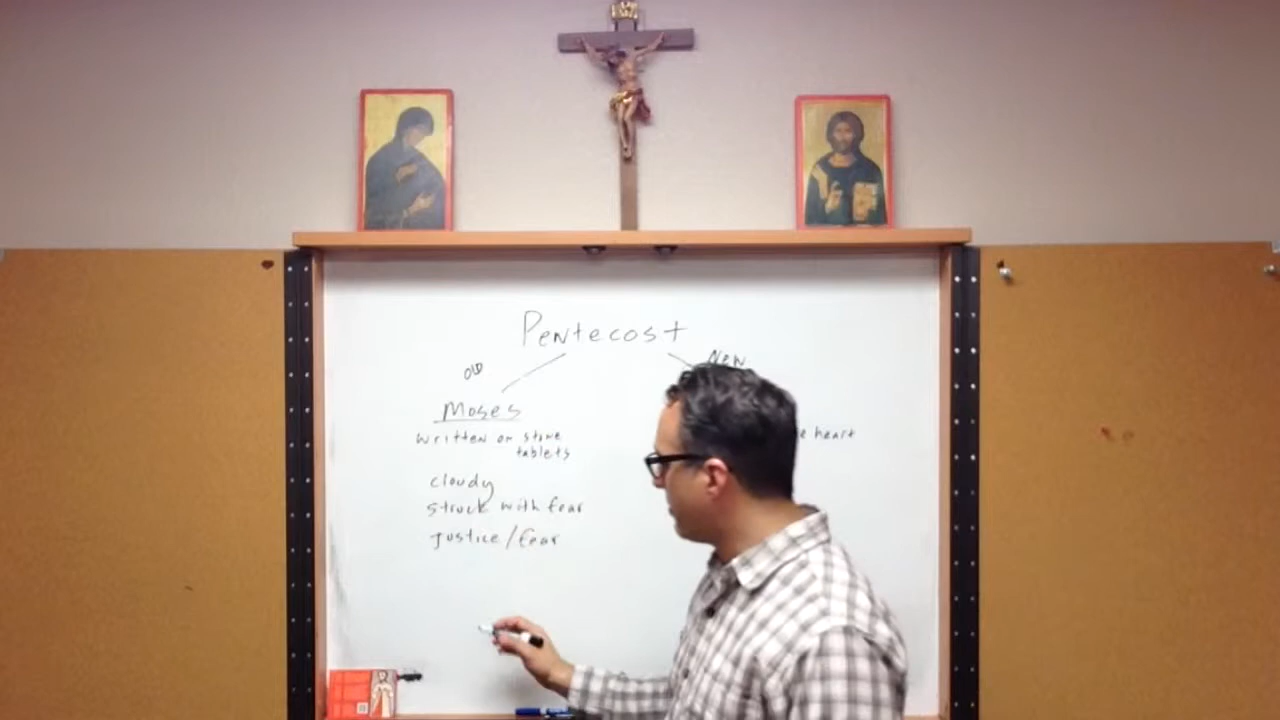 Pentecost
OLD
New
Moses
written on stone
tablets
heart
cloudy
struck with fear
Justice/fear